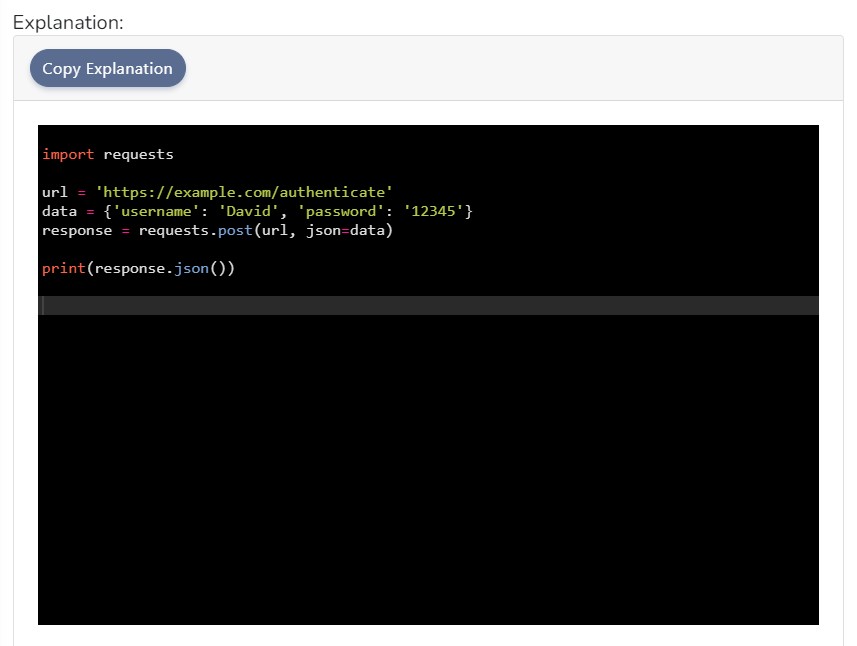 Explanation:
Copy Explanation
import requests
url = 'https://example.com/authenticate'
data = {'username': 'David', 'password': '12345'}
response = requests.post(url, json=data)
print(response.json())